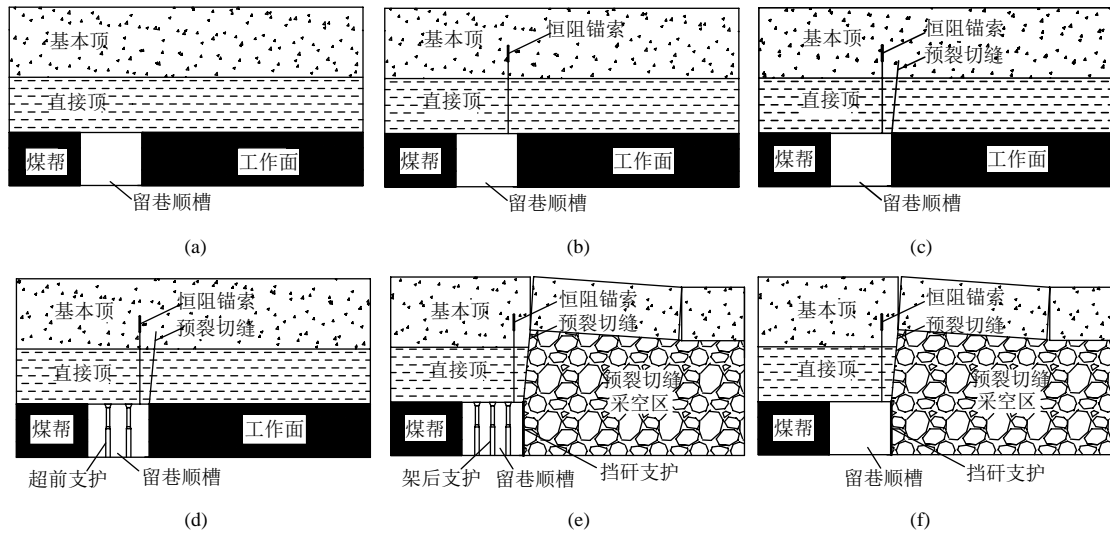 基本顶
直接顶
煤帮
工作面
留巷顺槽
(a)
基本顶
恒阻锚索
直接顶
煤帮
工作面
留巷顺槽
(b)
基本顶
恒阻锚索
预裂切缝
直接顶
煤帮
工作面
留巷顺槽
(c)
基本顶
恒阻锚索
预裂切缝
直接顶
煤帮
工作面
超前支护
留巷顺槽
(d)
基本顶
恒阻锚索
预裂切缝
直接顶
预裂切缝
采空区
煤帮
架后支护
留巷顺槽
挡矸支护
(e)
基本顶
恒阻锚索
预裂切缝
直接顶
预裂切缝
采空区
煤帮
留巷顺槽
挡矸支护
(f)